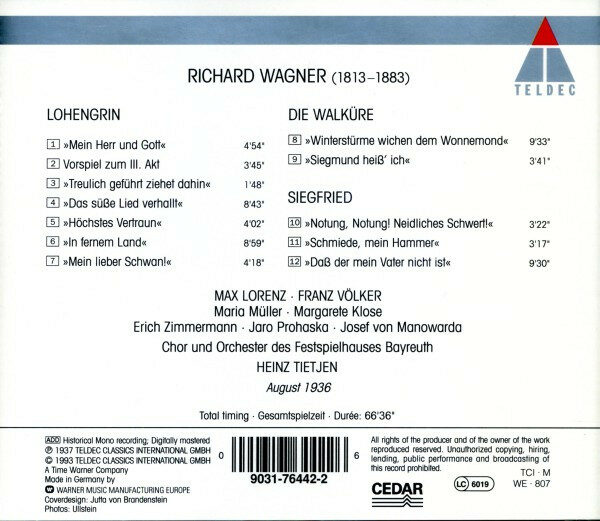 TELDEC
RICHARD WAGNER (1813–1883)
LOHENGRIN
1 »Mein Herr und Gott« 4'54"
2 Vorspiel zum III. Akt 3'45"
3 »Treulich geführt ziehet dahin« 1'48"
4 »Das süße Lied verhallt« 8'43"
5 »Höchstes Vertraun« 4'02"
6 »In fernem Land« 8'59"
7 »Mein lieber Schwan!« 4'18"
DIE WALKÜRE
8 »Winterstürme wichen dem Wonnemond« 9'33"
9 »Siegmund heiß' ich« 3'41"
SIEGFRIED
10 »Notung, Notung! Neidliches Schwert!« 3'22"
11 »Schmiede, mein Hammer« 3'17"
12 »Daß der mein Vater nicht ist« 9'30"
MAX LORENZ · FRANZ VÖLKER
Maria Müller · Margarete Klose
Erich Zimmermann · Jaro Prohaska · Josef von Manowarda
Chor und Orchester des Festspielhauses Bayreuth
HEINZ TIETJEN
August 1936
Total timing · Gesamtspielzeit · Durée: 66'36"
ADD Historical Mono recording; Digitally mastered
℗ 1937 TELDEC CLASSICS INTERNATIONAL GMBH
© 1993 TELDEC CLASSICS INTERNATIONAL GMBH
A Time Warner Company
Made in Germany by
WARNER MUSIC MANUFACTURING EUROPE
Coverdesign: Jutta von Brandenstein
Photos: Ullstein
0 6
9031-76442-2
All rights of the producer and of the owner of the work
reproduced reserved. Unauthorized copying, hiring,
lending, public performance and broadcasting of
this record prohibited.
CEDAR
LC 6019
TCI · M
WE · 807